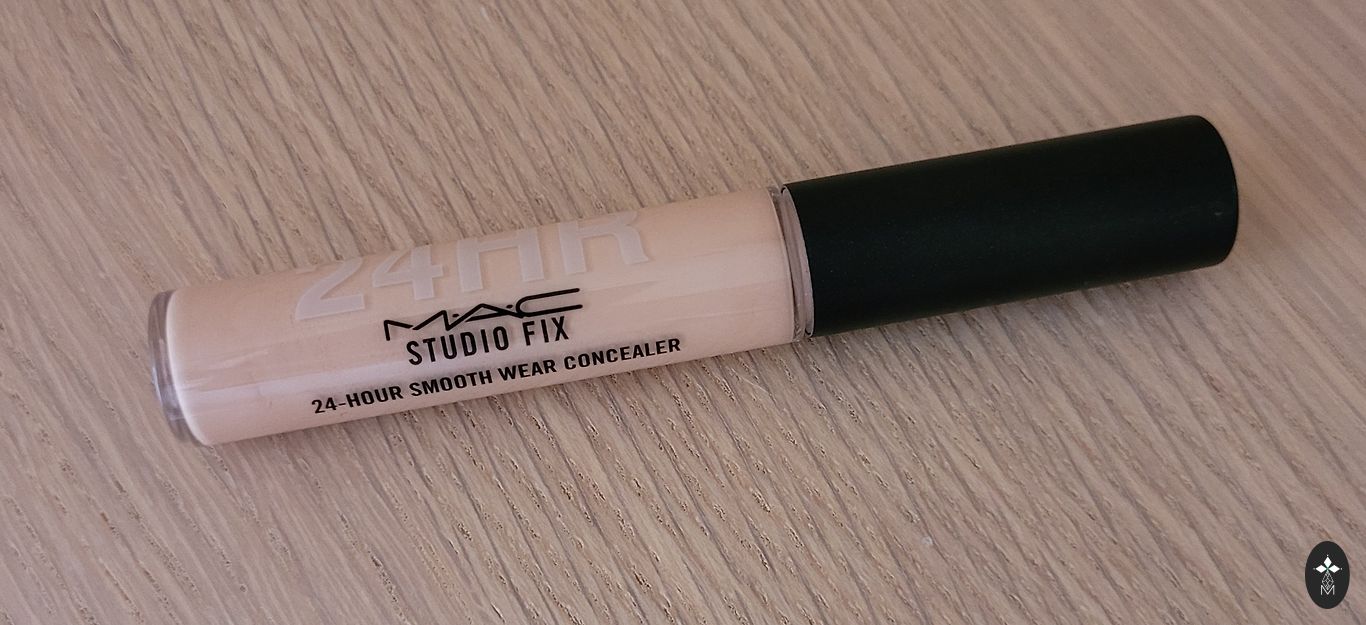 24HR
M·A·C
STUDIO FIX
24-HOUR SMOOTH WEAR CONCEALER
M